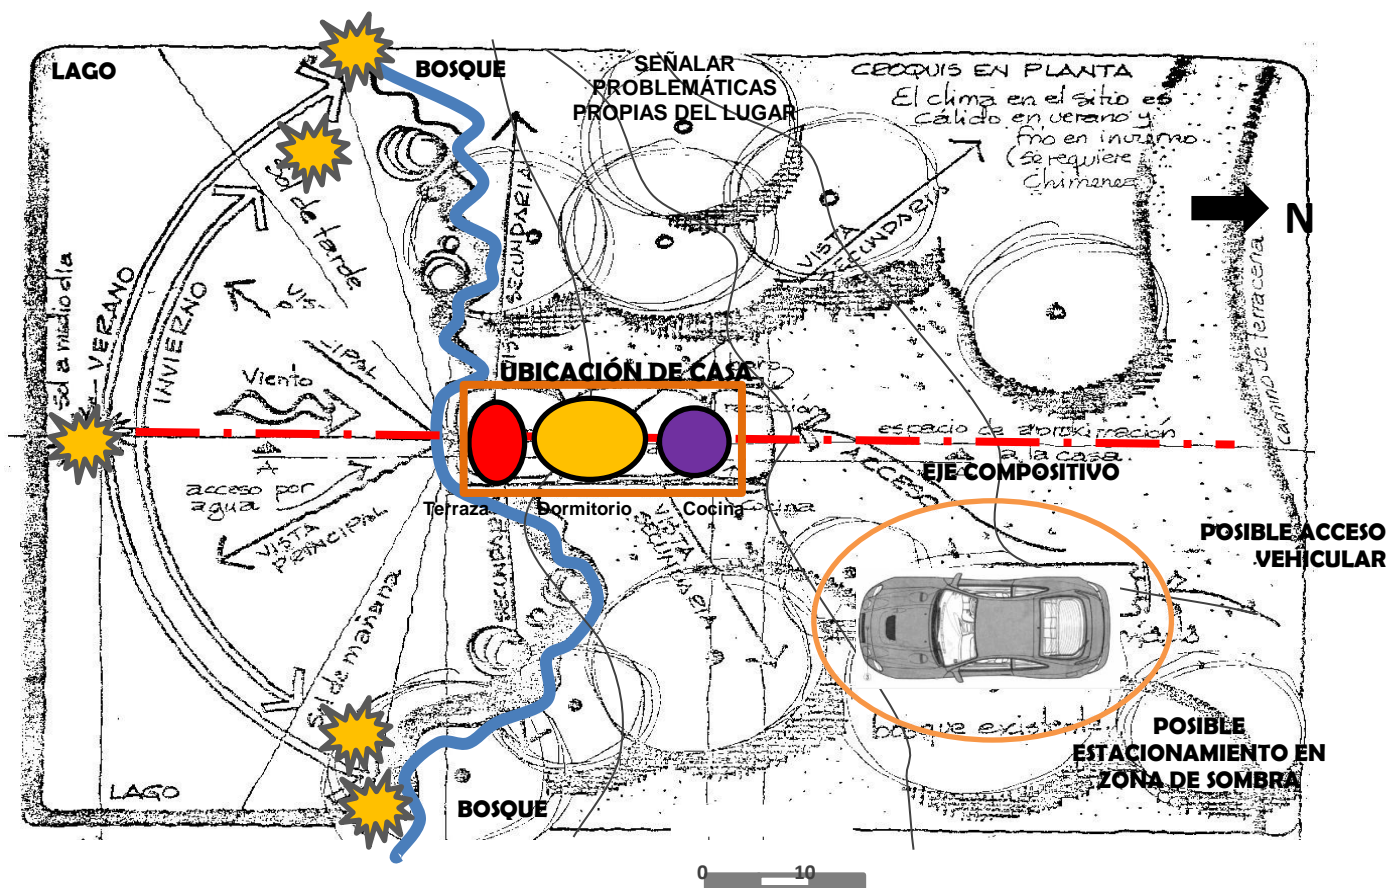 LAGO
BOSQUE
SEÑALAR
PROBLEMÁTICAS
PROPIAS DEL LUGAR
CROQUIS EN PLANTA
El clima en el sitio es
cálido en verano y
frío en invierno.
(se requiere
chimenea)
N
Sol de tarde
VISTA SECUNDARIA
VISTA
SECUNDARIA
Camino de terracería
Sol a mediodía
VERANO
INVIERNO
Viento
UBICACIÓN DE CASA
espacio de aproximación
a la casa.
ACCESO
EJE COMPOSITIVO
A
acceso por
agua
VISTA
PRINCIPAL
Terraza
Dormitorio
Cocina
VISTA
POSIBLE ACCESO
VEHICULAR
Sol de mañana
bosque existente
POSIBLE
ESTACIONAMIENTO EN
ZONA DE SOMBRA
LAGO
BOSQUE
0 10